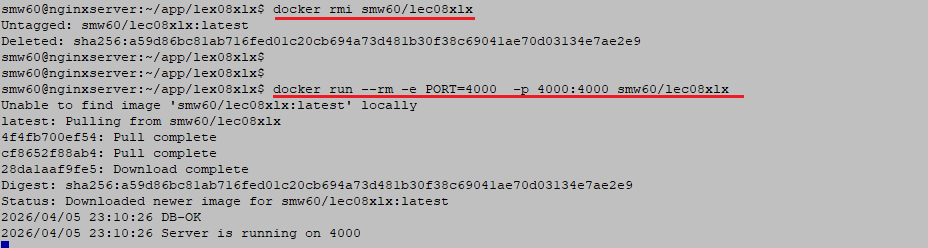 smw60@nginxserver:~/app/lex08xlx$ docker rmi smw60/lec08xlx
Untagged: smw60/lec08xlx:latest
Deleted: sha256:a59d86bc81ab716fed01c20cb694a73d481b30f38c69041ae70d03134e7ae2e9
smw60@nginxserver:~/app/lex08xlx$
smw60@nginxserver:~/app/lex08xlx$
smw60@nginxserver:~/app/lex08xlx$ docker run --rm -e PORT=4000  -p 4000:4000 smw60/lec08xlx
Unable to find image 'smw60/lec08xlx:latest' locally
latest: Pulling from smw60/lec08xlx
4f4fb700ef54: Pull complete
cf8652f88ab4: Pull complete
28da1aaf9fe5: Download complete
Digest: sha256:a59d86bc81ab716fed01c20cb694a73d481b30f38c69041ae70d03134e7ae2e9
Status: Downloaded newer image for smw60/lec08xlx:latest
2026/04/05 23:10:26 DB-OK
2026/04/05 23:10:26 Server is running on 4000